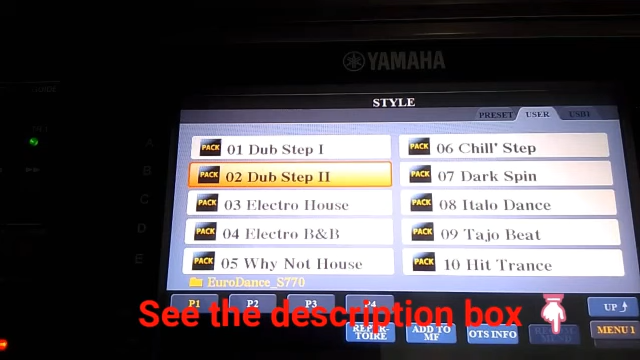 YAMAHA
STYLE
PRESET USER USB1
A
B
C
D
E
PACK 01 Dub Step I
PACK 02 Dub Step II
PACK 03 Electro House
PACK 04 Electro B&B
PACK 05 Why Not House
PACK 06 Chill' Step
PACK 07 Dark Spin
PACK 08 Italo Dance
PACK 09 Tajo Beat
PACK 10 Hit Trance
EuroDance_S770
P1 P2 P3 P4 UP
See the description box
REPER-
TOIRE
ADD TO
MF
OTS INFO
MENU 1